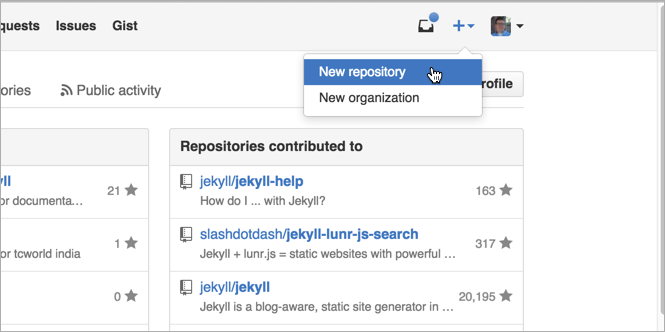 quests Issues Gist
New repository
New organization
rofile
ories Public activity
Repositories contributed to
ll
or documenta... 21
jekyll/jekyll-help 163
How do I ... with Jekyll?
or tcworld india 1
slashdotdash/jekyll-lunr-js-search 317
Jekyll + lunr.js = static websites with powerful ...
0
jekyll/jekyll 20,195
Jekyll is a blog-aware, static site generator in ...